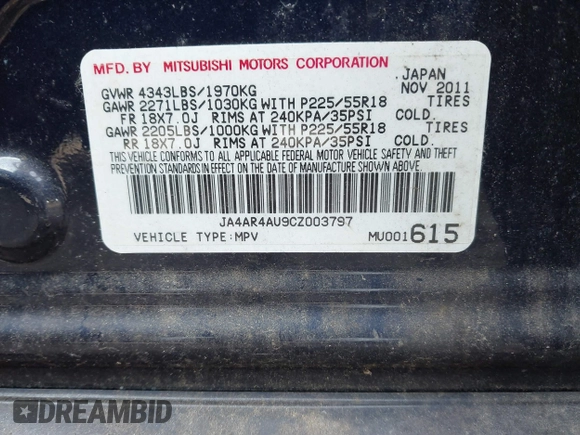 MFD. BY MITSUBISHI MOTORS CORPORATION
JAPAN
GVWR 4343LBS/1970KG NOV 2011
GAWR 2271LBS/1030KG WITH P225/55R18 TIRES
FR 18X7.0J RIMS AT 240KPA/35PSI COLD.
GAWR 2205LBS/1000KG WITH P225/55R18 TIRES
RR 18X7.0J RIMS AT 240KPA/35PSI COLD.
THIS VEHICLE CONFORMS TO ALL APPLICABLE FEDERAL MOTOR VEHICLE SAFETY AND THEFT
PREVENTION STANDARDS IN EFFECT ON THE DATE OF MANUFACTURE SHOWN ABOVE.
JA4AR4AU9CZ003797
VEHICLE TYPE:MPV MU001615
DREAMBID